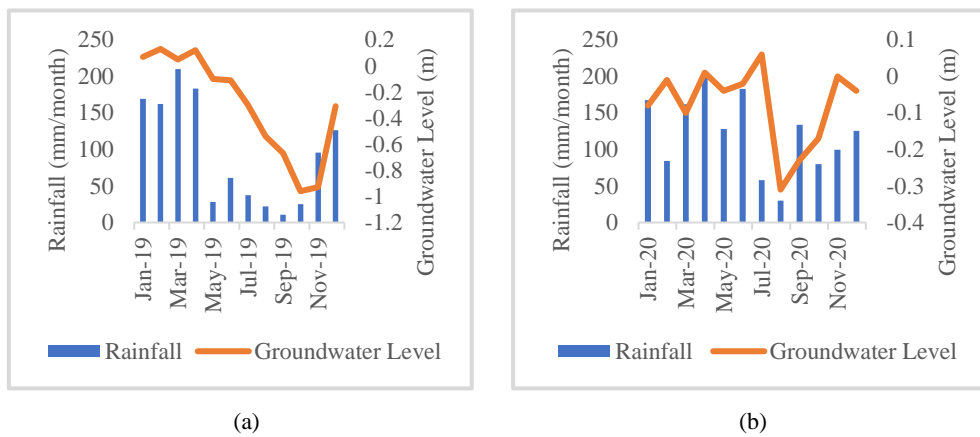 Rainfall (mm/month)
250
200
150
100
50
0
Jan-19
Mar-19
May-19
Jul-19
Sep-19
Nov-19
0.2
0
-0.2
-0.4
-0.6
-0.8
-1
-1.2
Groundwater Level (m)
Rainfall Groundwater Level
(a)
Rainfall (mm/month)
250
200
150
100
50
0
Jan-20
Mar-20
May-20
Jul-20
Sep-20
Nov-20
0.1
0
-0.1
-0.2
-0.3
-0.4
Groundwater Level (m)
Rainfall Groundwater Level
(b)